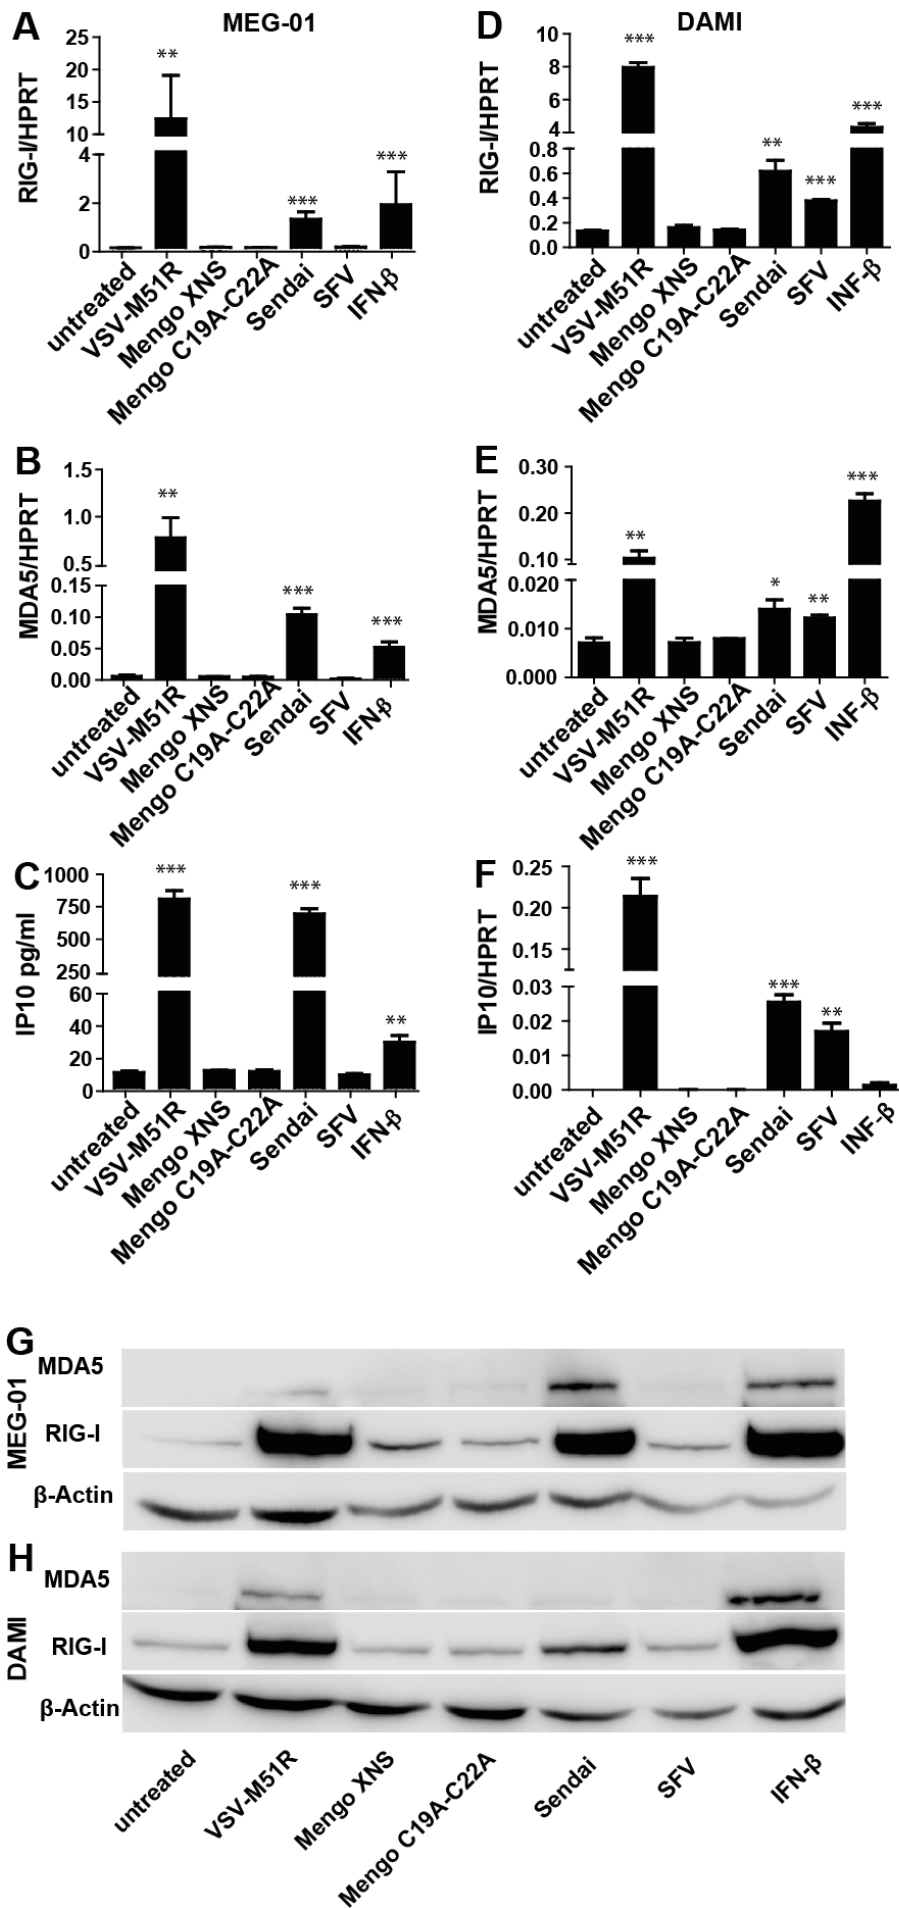 A
MEG-01
RIG-I/HPRT
25
20
15
10
4
2
0
**
***
***
untreated
VSV-M51R
Mengo XNS
Mengo C19A-C22A
Sendai
SFV
IFN-β
D
DAMI
RIG-I/HPRT
10
8
6
4
0.8
0.6
0.4
0.2
0.0
***
**
***
***
untreated
VSV-M51R
Mengo XNS
Mengo C19A-C22A
Sendai
SFV
INF-β
B
MDA5/HPRT
1.5
1.0
0.5
0.15
0.10
0.05
0.00
**
***
***
untreated
VSV-M51R
Mengo XNS
Mengo C19A-C22A
Sendai
SFV
IFN-β
E
MDA5/HPRT
0.30
0.20
0.10
0.020
0.010
0.000
**
*
**
***
untreated
VSV-M51R
Mengo XNS
Mengo C19A-C22A
Sendai
SFV
INF-β
C
IP10 pg/ml
1000
750
500
250
60
40
20
0
***
***
**
untreated
VSV-M51R
Mengo XNS
Mengo C19A-C22A
Sendai
SFV
IFN-β
F
IP10/HPRT
0.25
0.20
0.15
0.03
0.02
0.01
0.00
***
***
**
untreated
VSV-M51R
Mengo XNS
Mengo C19A-C22A
Sendai
SFV
INF-β
G
MEG-01
MDA5
RIG-I
β-Actin
H
DAMI
MDA5
RIG-I
β-Actin
untreated
VSV-M51R
Mengo XNS
Mengo C19A-C22A
Sendai
SFV
IFN-β